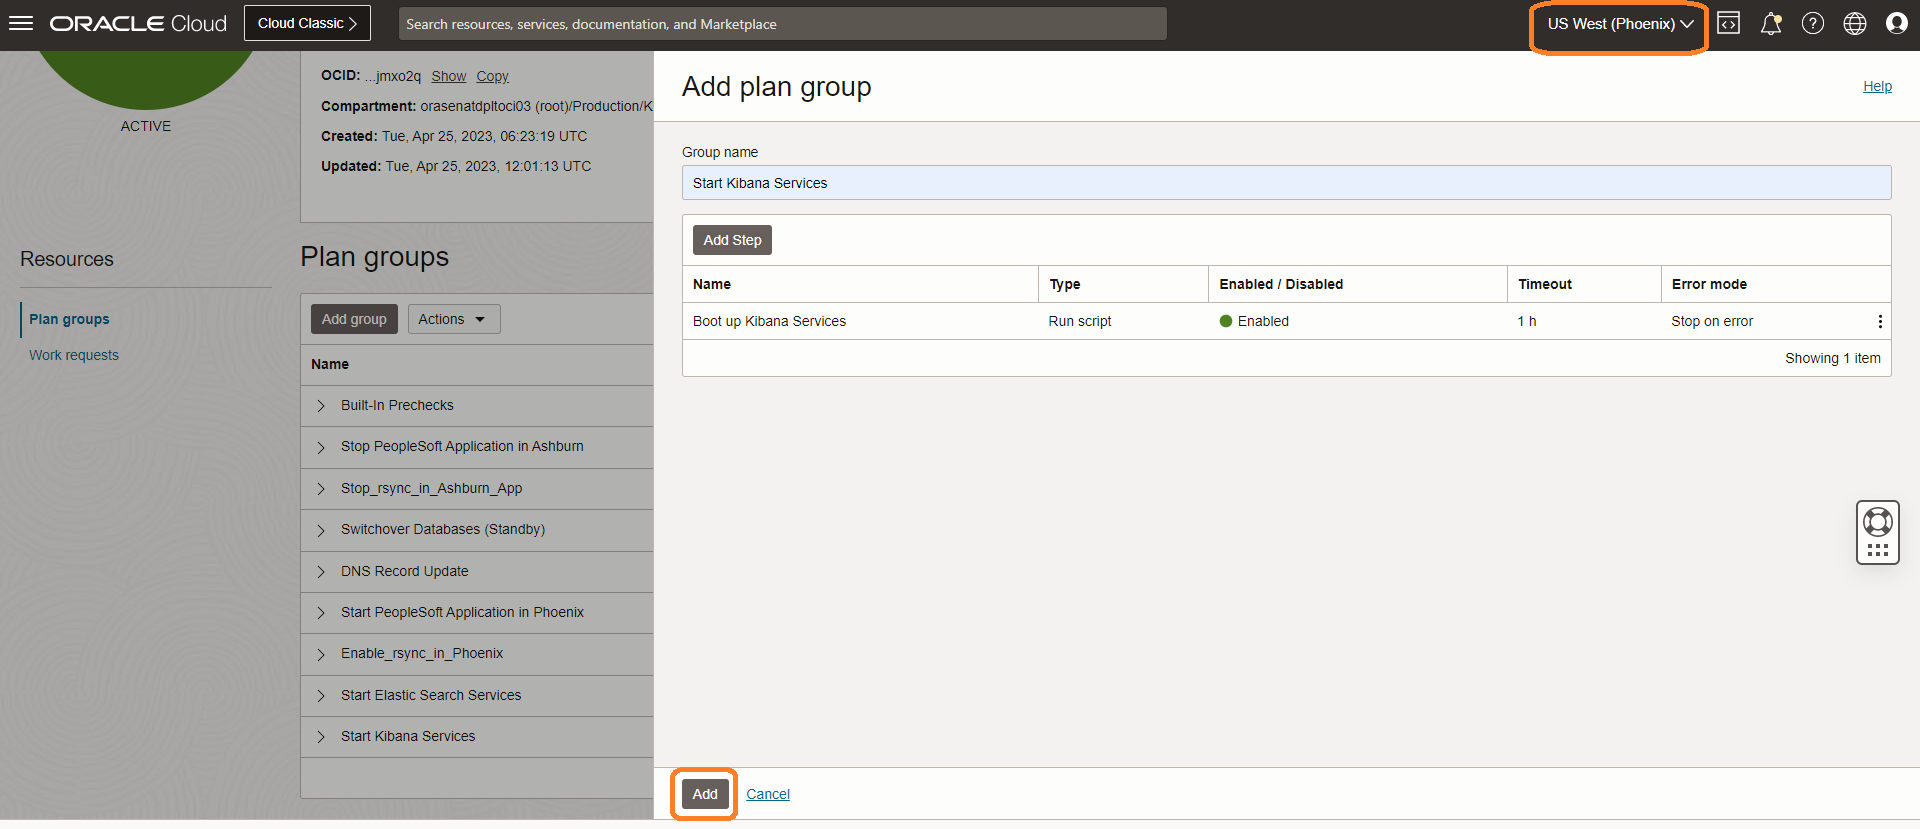 ORACLE Cloud
Cloud Classic
Search resources, services, documentation, and Marketplace
US West (Phoenix)
ACTIVE
OCID: ...jmxo2q Show Copy
Compartment: orasenatdpltoci03 (root)/Production/K
Created: Tue, Apr 25, 2023, 06:23:19 UTC
Updated: Tue, Apr 25, 2023, 12:01:13 UTC
Resources
Plan groups
Work requests
Plan groups
Add group Actions
Name
Built-In Prechecks
Stop PeopleSoft Application in Ashburn
Stop_rsync_in_Ashburn_App
Switchover Databases (Standby)
DNS Record Update
Start PeopleSoft Application in Phoenix
Enable_rsync_in_Phoenix
Start Elastic Search Services
Start Kibana Services
Add plan group
Help
Group name
Start Kibana Services
Add Step
Name Type Enabled / Disabled Timeout Error mode
Boot up Kibana Services Run script Enabled 1 h Stop on error
Showing 1 item
Add Cancel